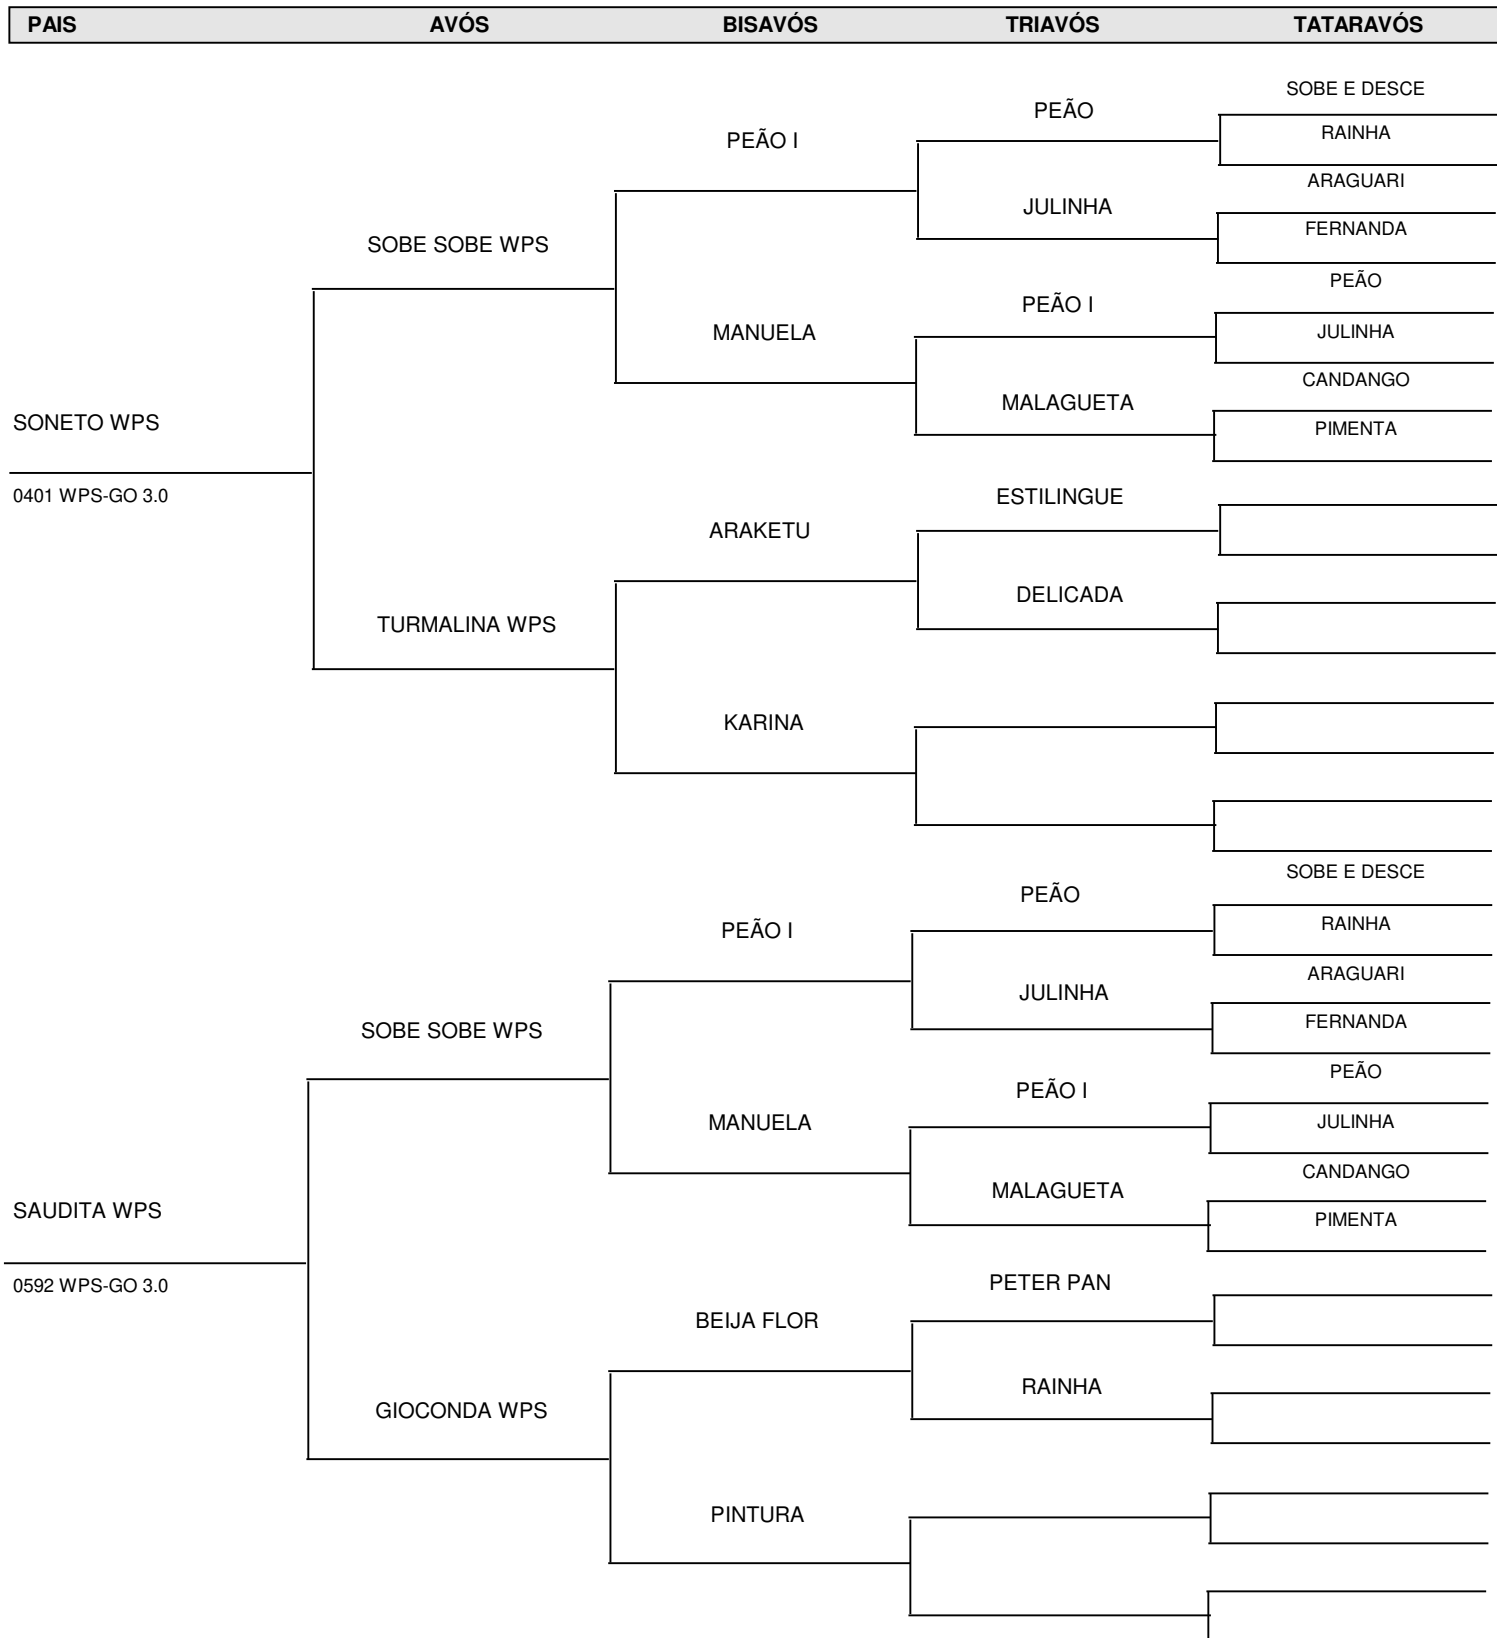 PAIS AVÓS BISAVÓS TRIAVÓS TATARAVÓS
SOBE E DESCE
PEÃO
RAINHA
PEÃO I
ARAGUARI
JULINHA
FERNANDA
SOBE SOBE WPS
PEÃO
PEÃO I
JULINHA
MANUELA
CANDANGO
MALAGUETA
SONETO WPS
PIMENTA
0401 WPS-GO 3.0
ESTILINGUE
ARAKETU
DELICADA
TURMALINA WPS
KARINA
SOBE E DESCE
PEÃO
RAINHA
PEÃO I
ARAGUARI
JULINHA
FERNANDA
SOBE SOBE WPS
PEÃO
PEÃO I
JULINHA
MANUELA
CANDANGO
MALAGUETA
SAUDITA WPS
PIMENTA
0592 WPS-GO 3.0
PETER PAN
BEIJA FLOR
RAINHA
GIOCONDA WPS
PINTURA